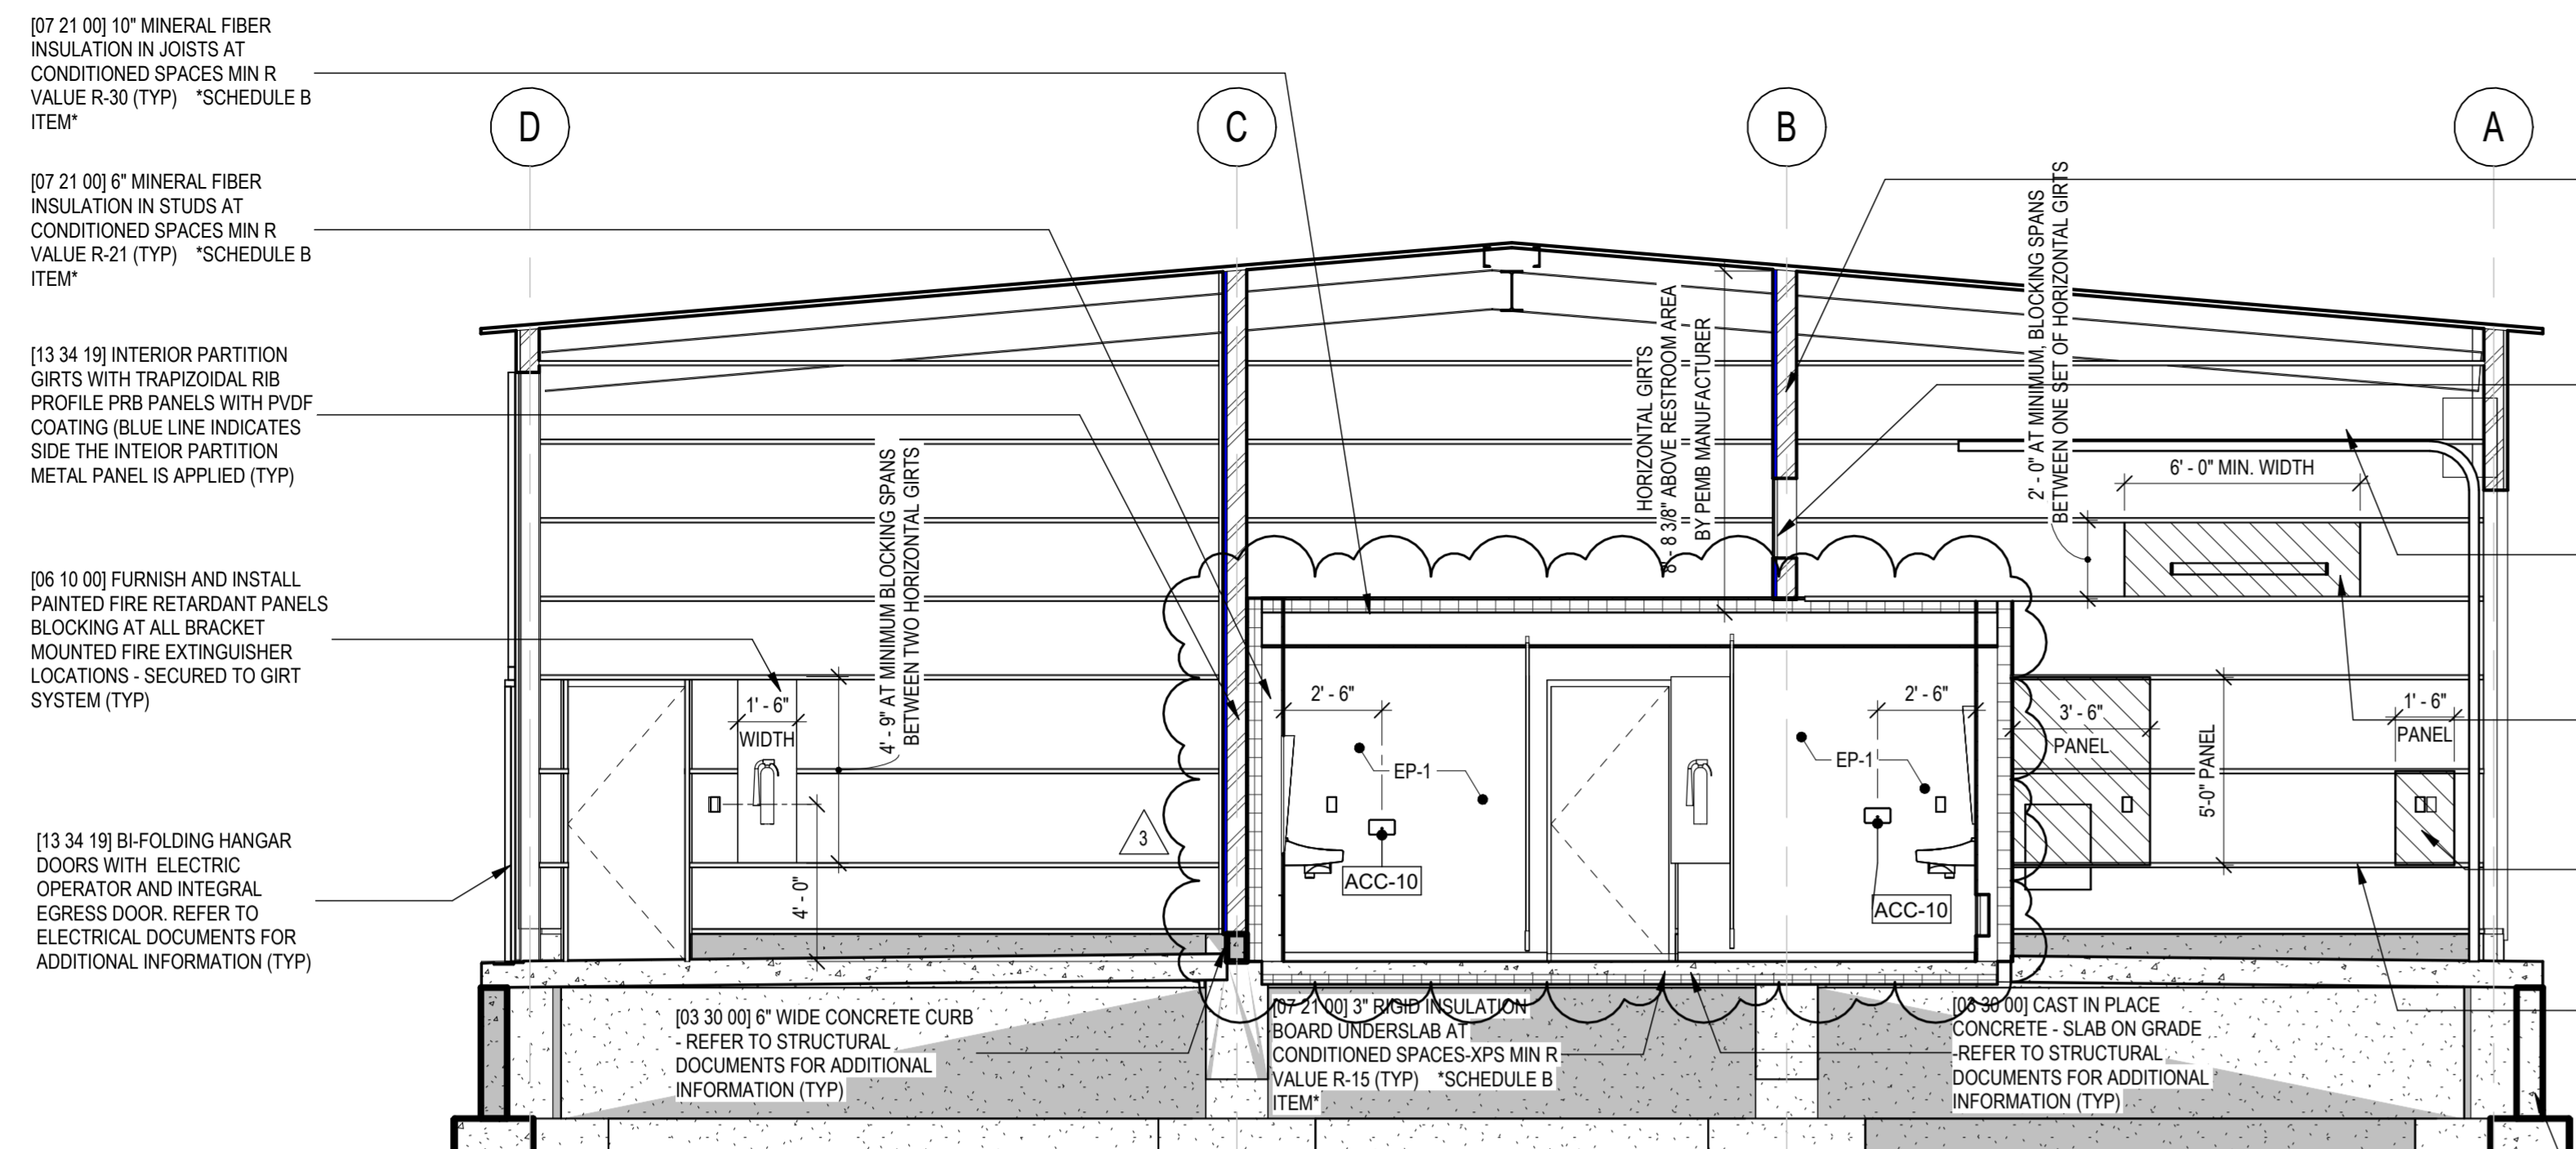 [07 21 00] 10" MINERAL FIBER
INSULATION IN JOISTS AT
CONDITIONED SPACES MIN R
VALUE R-30 (TYP) *SCHEDULE B
ITEM*
[07 21 00] 6" MINERAL FIBER
INSULATION IN STUDS AT
CONDITIONED SPACES MIN R
VALUE R-21 (TYP) *SCHEDULE B
ITEM*
[13 34 19] INTERIOR PARTITION
GIRTS WITH TRAPIZOIDAL RIB
PROFILE PRB PANELS WITH PVDF
COATING (BLUE LINE INDICATES
SIDE THE INTEIOR PARTITION
METAL PANEL IS APPLIED (TYP)
[06 10 00] FURNISH AND INSTALL
PAINTED FIRE RETARDANT PANELS
BLOCKING AT ALL BRACKET
MOUNTED FIRE EXTINGUISHER
LOCATIONS - SECURED TO GIRT
SYSTEM (TYP)
[13 34 19] BI-FOLDING HANGAR
DOORS WITH ELECTRIC
OPERATOR AND INTEGRAL
EGRESS DOOR. REFER TO
ELECTRICAL DOCUMENTS FOR
ADDITIONAL INFORMATION (TYP)
D
C
B
A
1' - 6"
WIDTH
4' - 9" AT MINIMUM BLOCKING SPANS
BETWEEN TWO HORIZONTAL GIRTS
4' - 0"
3
HORIZONTAL GIRTS
8' - 8 3/8" ABOVE RESTROOM AREA
BY PEMB MANUFACTURER
2' - 0" AT MINIMUM, BLOCKING SPANS
BETWEEN ONE SET OF HORIZONTAL GIRTS
6' - 0" MIN. WIDTH
2' - 6"
EP-1
ACC-10
2' - 6"
EP-1
ACC-10
3' - 6"
PANEL
5'-0" PANEL
1' - 6"
PANEL
[03 30 00] 6" WIDE CONCRETE CURB
- REFER TO STRUCTURAL
DOCUMENTS FOR ADDITIONAL
INFORMATION (TYP)
[07 21 00] 3" RIGID INSULATION
BOARD UNDERSLAB AT
CONDITIONED SPACES-XPS MIN R
VALUE R-15 (TYP) *SCHEDULE B
ITEM*
[03 30 00] CAST IN PLACE
CONCRETE - SLAB ON GRADE
-REFER TO STRUCTURAL
DOCUMENTS FOR ADDITIONAL
INFORMATION (TYP)